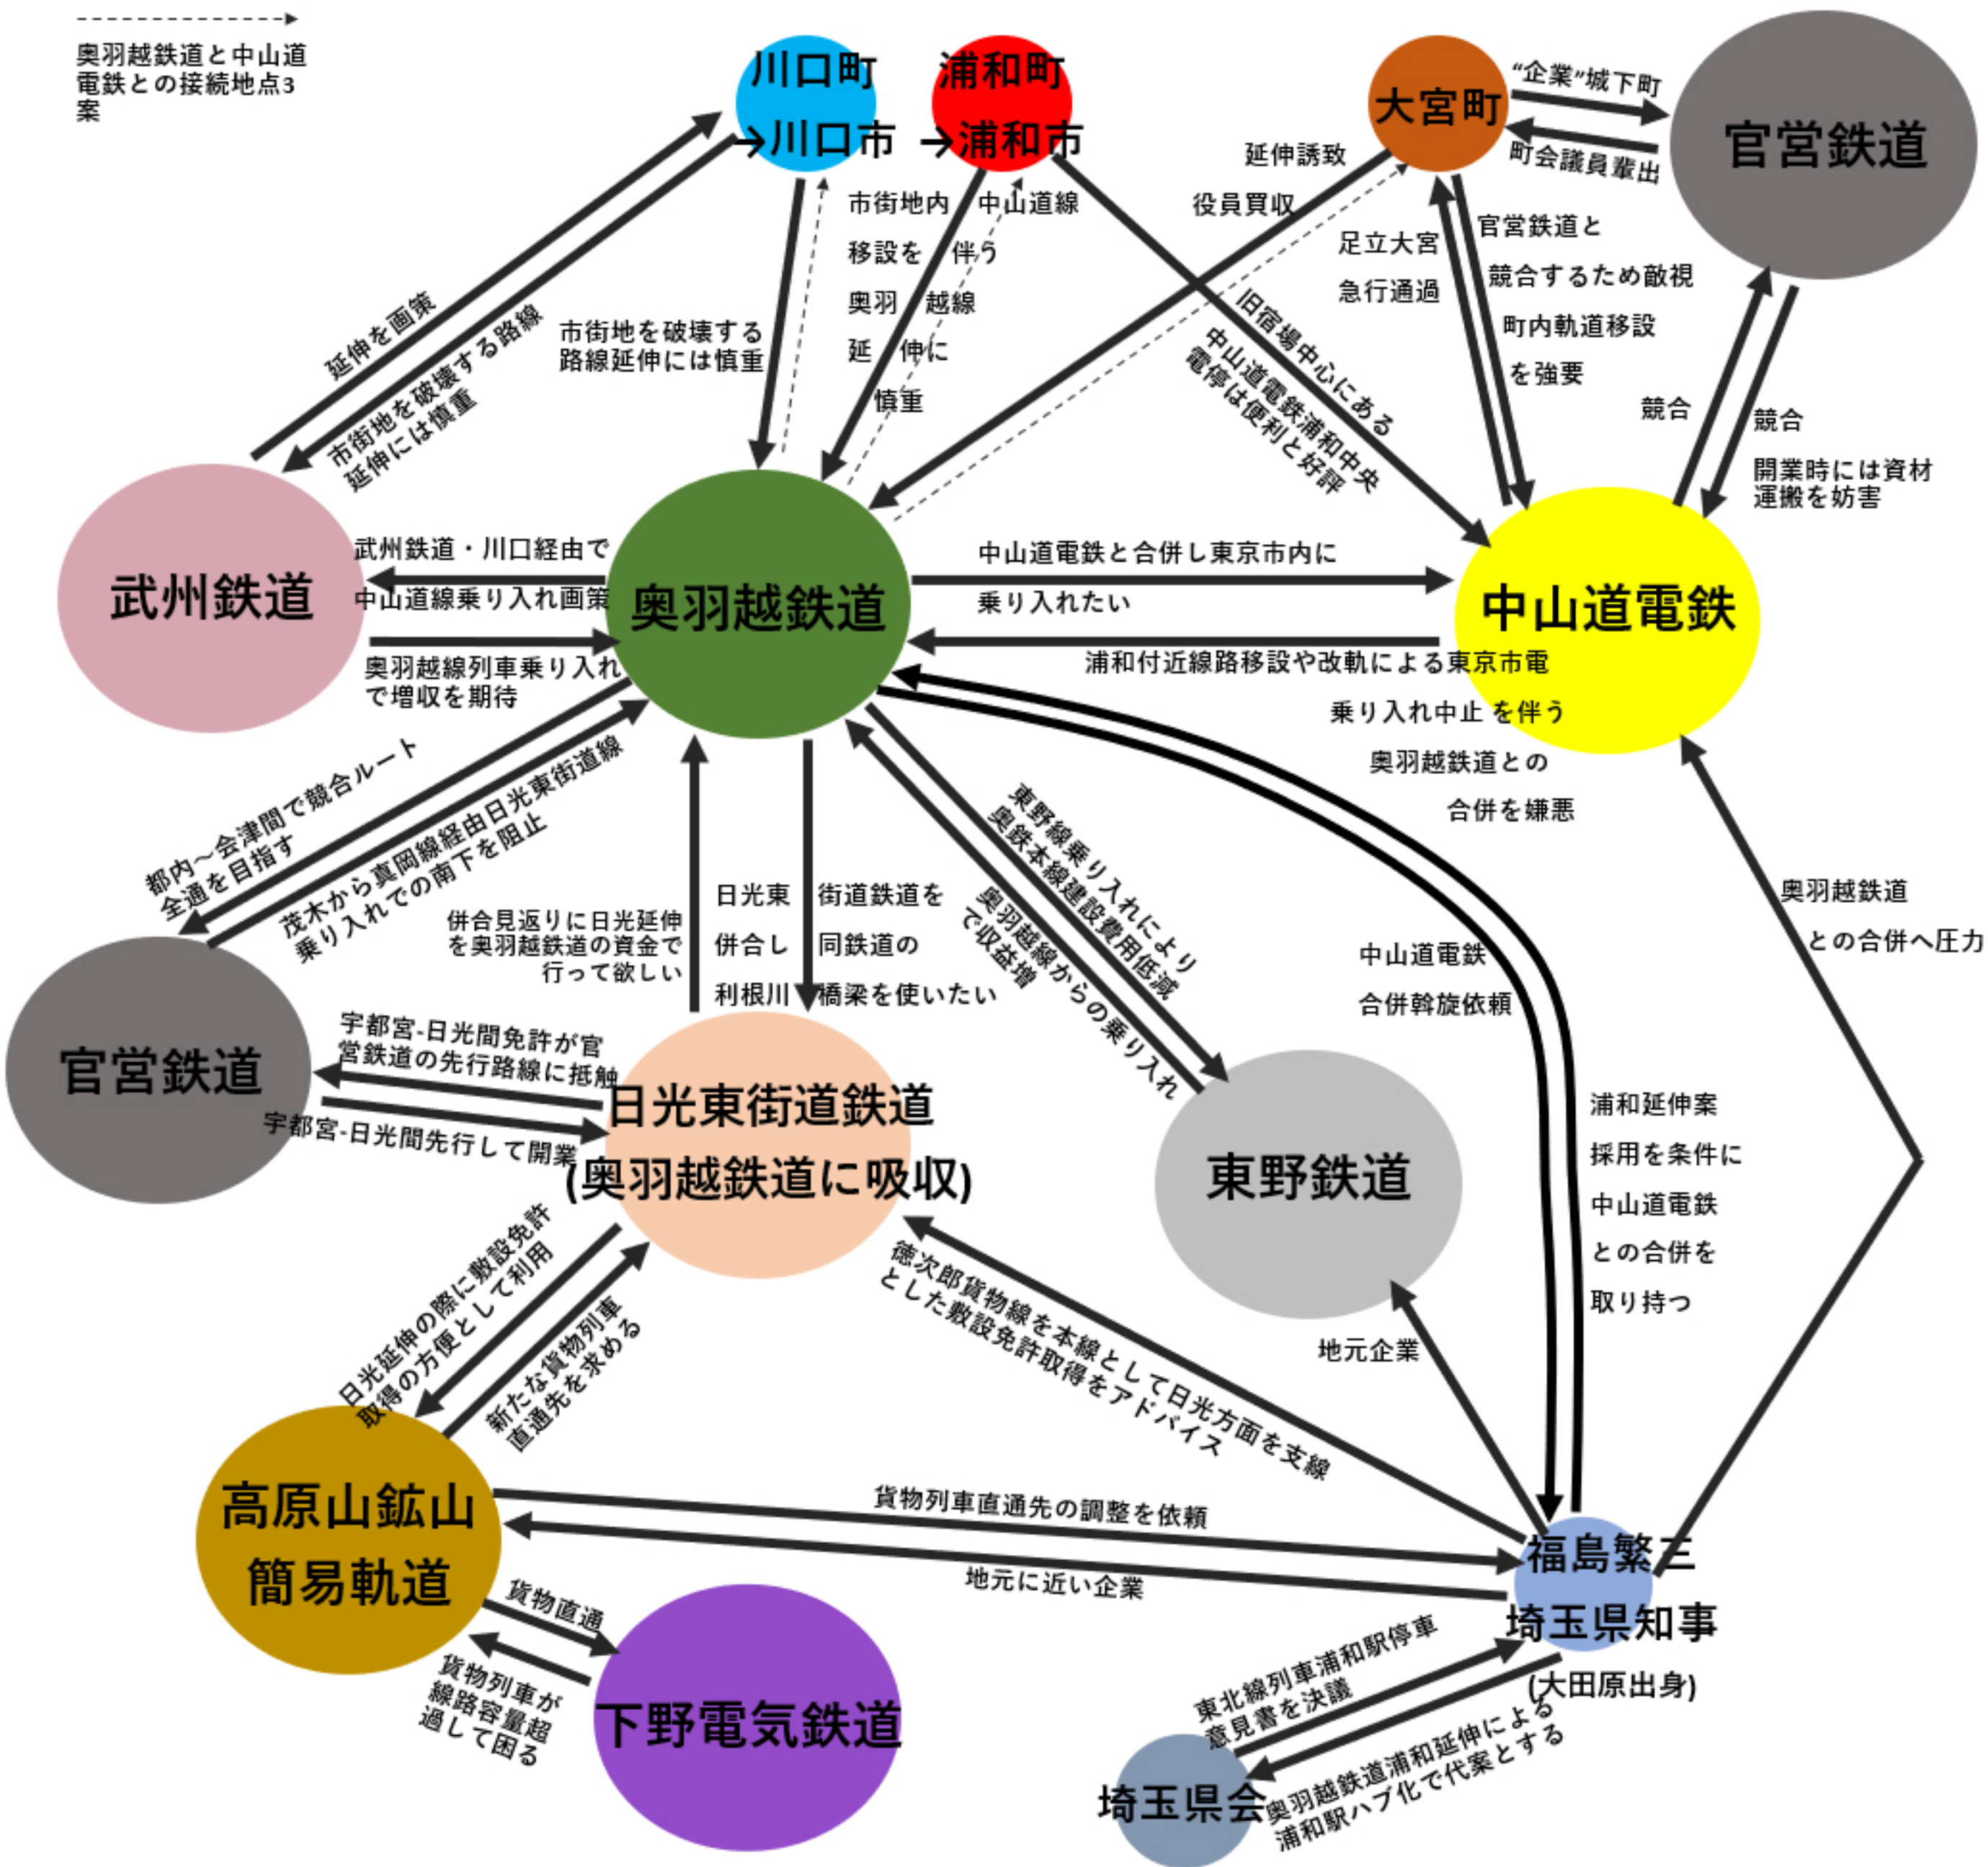 奥羽越鉄道と中山道
電鉄との接続地点3
案
川口町
→川口市
浦和町
→浦和市
大宮町
“企業”城下町
町会議員輩出
官営鉄道
延伸を画策
市街地を破壊する路線
延伸には慎重
市街地を破壊する
路線延伸には慎重
市街地内 中山道線
移設を 伴う
奥羽 越線
延 伸に
慎重
延伸誘致
役員買収
足立大宮
急行通過
官営鉄道と
競合するため敵視
町内軌道移設
を強要
旧宿場中心にある
中山道電鉄浦和中央
電停は便利と好評
競合
競合
開業時には資材
運搬を妨害
武州鉄道
武州鉄道・川口経由で
中山道線乗り入れ画策
奥羽越線列車乗り入れ
で増収を期待
奥羽越鉄道
中山道電鉄と合併し東京市内に
乗り入れたい
中山道電鉄
浦和付近線路移設や改軌による東京市電
乗り入れ中止 を伴う
奥羽越鉄道との
合併を嫌悪
都内～会津間で競合ルート
全通を目指す
茂木から真岡線経由日光東街道線
乗り入れでの南下を阻止
併合見返りに日光延伸
を奥羽越鉄道の資金で
行って欲しい
日光東 街道鉄道を
併合し 同鉄道の
利根川 橋梁を使いたい
東野線乗り入れにより
奥鉄本線建設費用低減
奥羽越線からの乗り入れ
で収益増
中山道電鉄
合併斡旋依頼
奥羽越鉄道
との合併へ圧力
官営鉄道
宇都宮-日光間免許が官
営鉄道の先行路線に抵触
宇都宮-日光間先行して開業
日光東街道鉄道
(奥羽越鉄道に吸収)
東野鉄道
浦和延伸案
採用を条件に
中山道電鉄
との合併を
取り持つ
日光延伸の際に敷設免許
取得の方便として利用
新たな貨物列車
直通先を求める
徳次郎貨物線を本線として日光方面を支線
とした敷設免許取得をアドバイス
地元企業
高原山鉱山
簡易軌道
貨物列車直通先の調整を依頼
地元に近い企業
貨物直通
貨物列車が
線路容量超
過して困る
下野電気鉄道
福島繁三
埼玉県知事
(大田原出身)
東北線列車浦和駅停車
意見書を決議
奥羽越鉄道浦和延伸による
浦和駅ハブ化で代案とする
埼玉県会